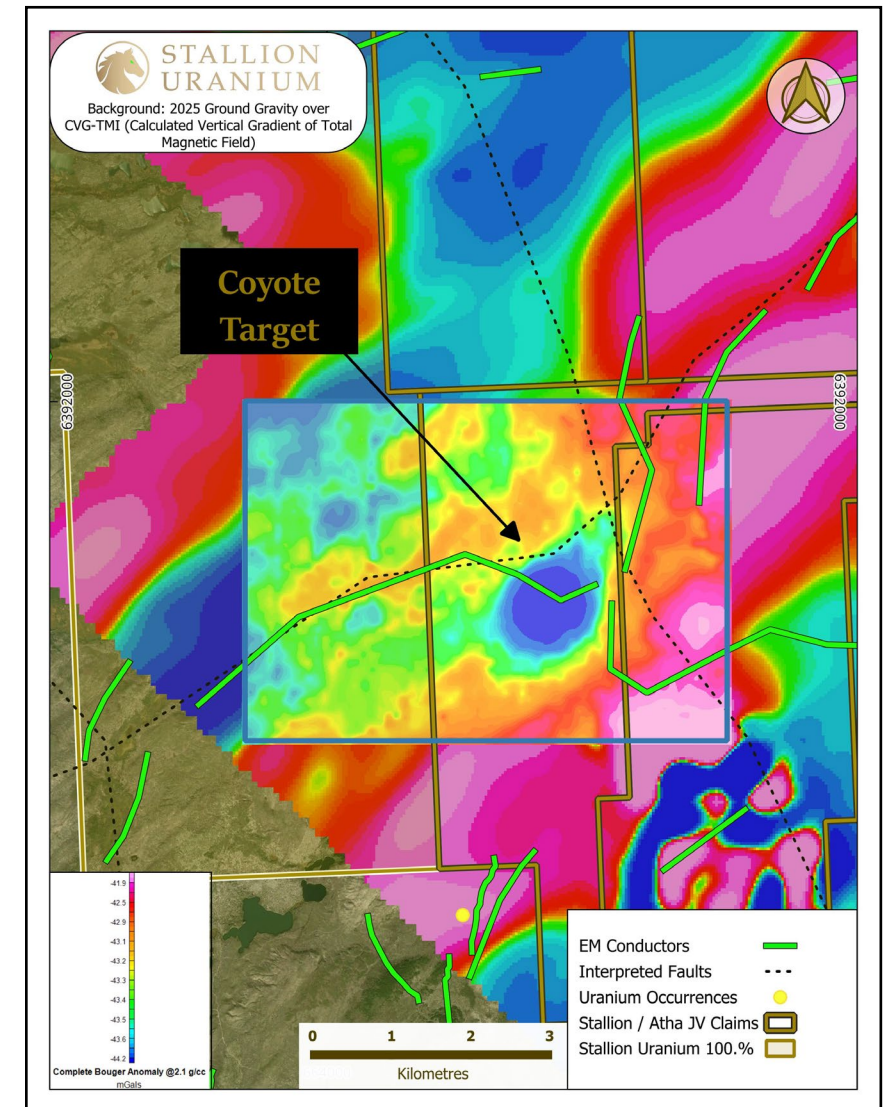 STALLION
URANIUM
Background: 2025 Ground Gravity over
CVG-TMI (Calculated Vertical Gradient of Total
Magnetic Field)
Coyote
Target
6392000
6392000
-41.9
-42.5
-42.9
-43.1
-43.2
-43.3
-43.4
-43.5
-43.6
-44.2
Complete Bouger Anomaly @2.1 g/cc
mGals
0 1 2 3
Kilometres
EM Conductors
Interpreted Faults
Uranium Occurrences
Stallion / Atha JV Claims
Stallion Uranium 100.%